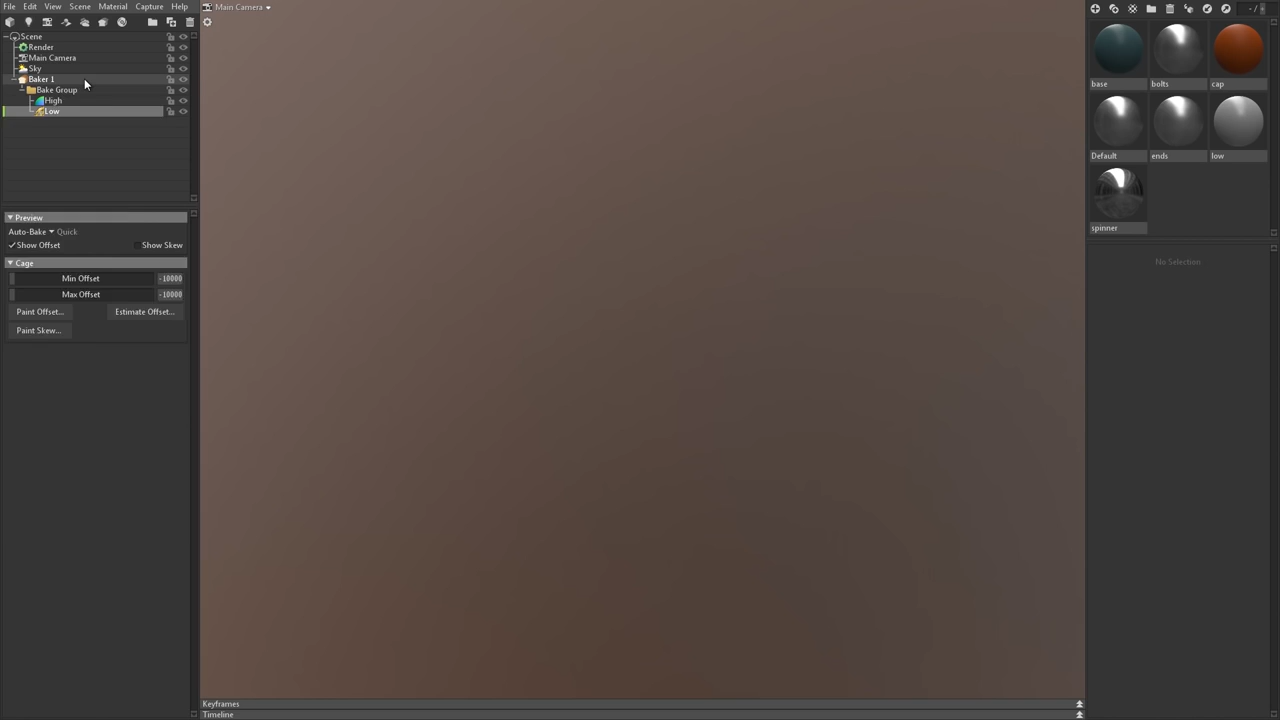 File Edit View Scene Material Capture Help
Main Camera
Scene
Render
Main Camera
Sky
Baker 1
Bake Group
High
Low
Preview
Auto-Bake Quick
Show Offset Show Skew
Cage
Min Offset -10000
Max Offset -10000
Paint Offset... Estimate Offset...
Paint Skew...
Keyframes
Timeline
- /
base bolts cap
Default ends low
spinner
No Selection